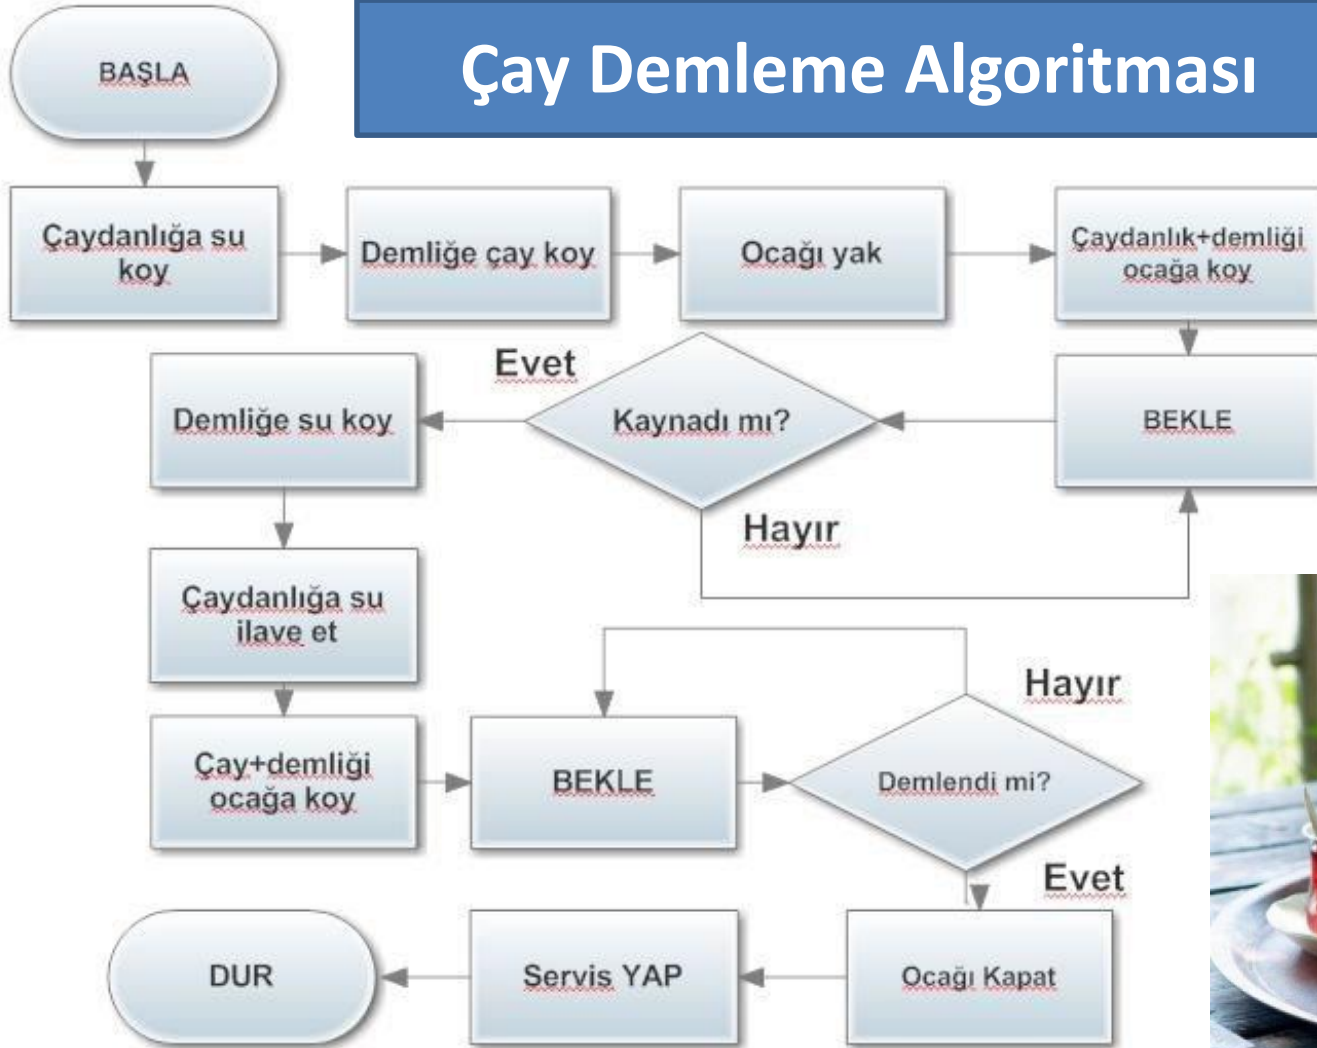 BAŞLA
Çay Demleme Algoritması
Çaydanlığa su
koy
Demliğe çay koy
Ocağı yak
Çaydanlık+demliği
ocağa koy
BEKLE
Kaynadı mı?
Evet
Hayır
Demliğe su koy
Çaydanlığa su
ilave et
Çay+demliği
ocağa koy
BEKLE
Demlendi mi?
Hayır
Evet
Ocağı Kapat
Servis YAP
DUR